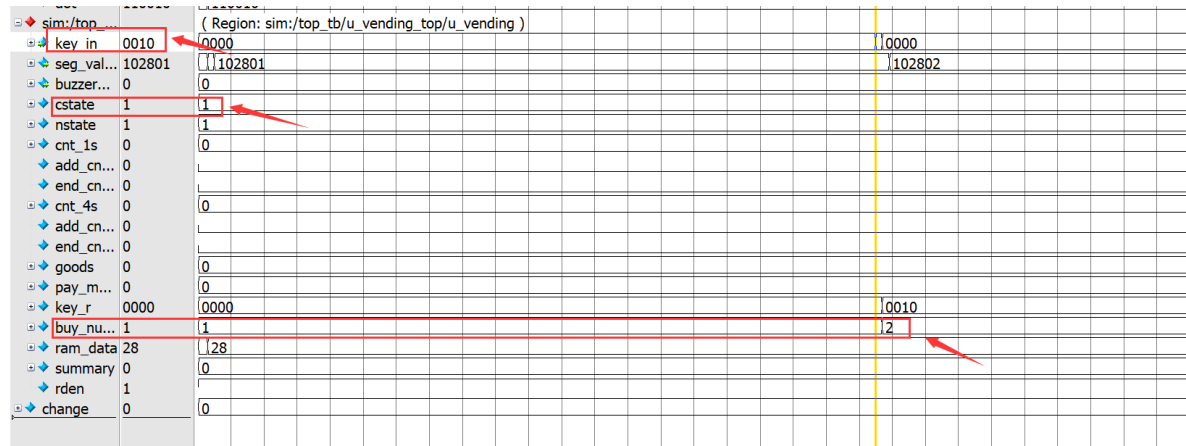 sim:/top_... ( Region: sim:/top_tb/u_vending_top/u_vending )
key_in 0010 0000 0000
seg_val... 102801 102801 102802
buzzer... 0 0
cstate 1 1
nstate 1 1
cnt_1s 0 0
add_cn... 0
end_cn... 0
cnt_4s 0 0
add_cn... 0
end_cn... 0
goods 0 0
pay_m... 0 0
key_r 0000 0000 0010
buy_nu... 1 1 2
ram_data 28 28
summary 0 0
rden 1
change 0 0